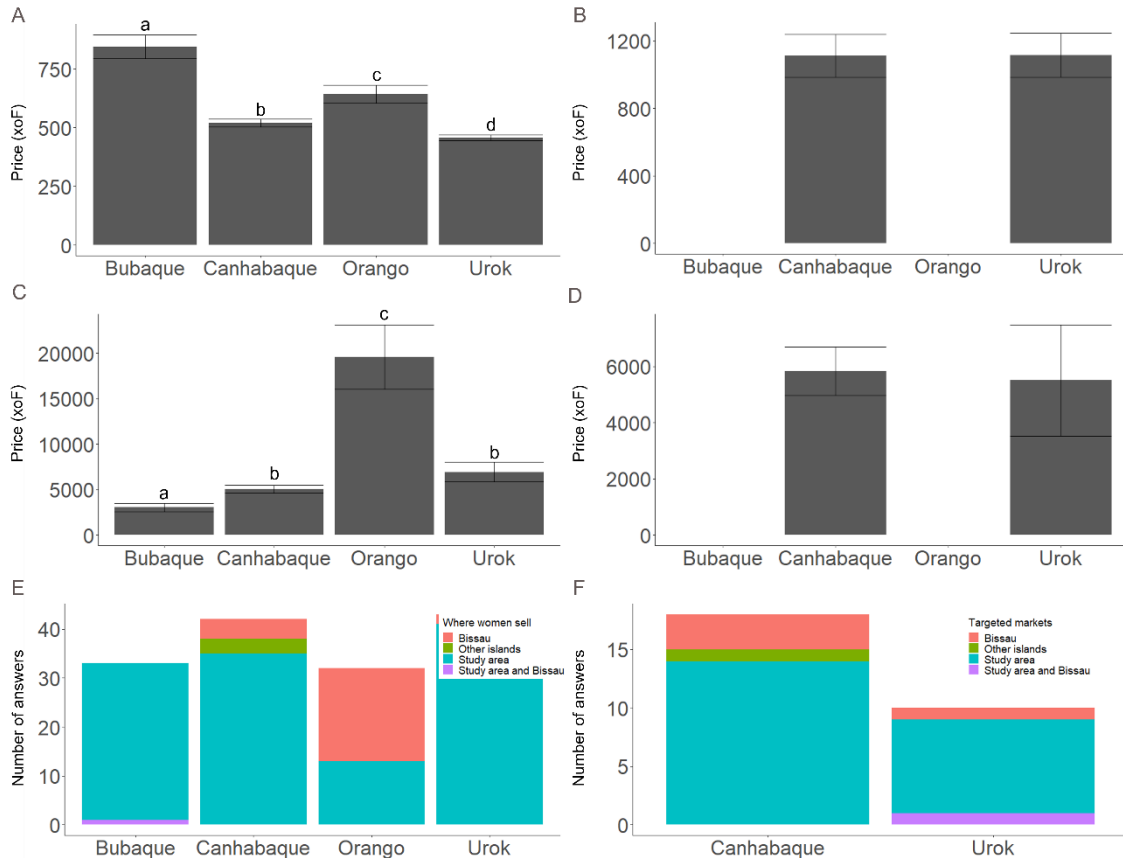 A
Price (xoF)
750
500
250
0
a
b
c
d
Bubaque Canhabaque Orango Urok
B
Price (xoF)
1200
800
400
0
Bubaque Canhabaque Orango Urok
C
Price (xoF)
20000
15000
10000
5000
0
a
b
c
b
Bubaque Canhabaque Orango Urok
D
Price (xoF)
6000
4000
2000
0
Bubaque Canhabaque Orango Urok
E
Number of answers
40
30
20
10
0
Where women sell
Bissau
Other islands
Study area
Study area and Bissau
Bubaque Canhabaque Orango Urok
F
Number of answers
15
10
5
0
Targeted markets
Bissau
Other islands
Study area
Study area and Bissau
Canhabaque Urok